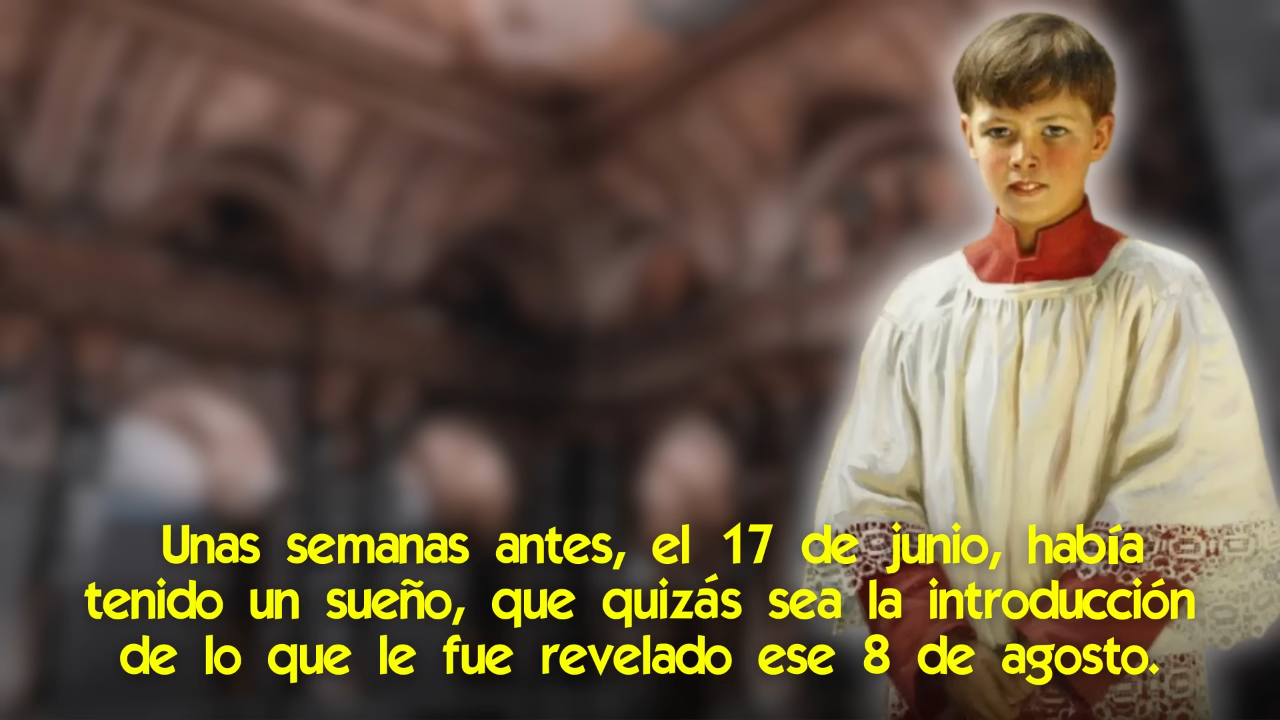 Unas semanas antes, el 17 de junio, había
tenido un sueño, que quizás sea la introducción
de lo que le fue revelado ese 8 de agosto.